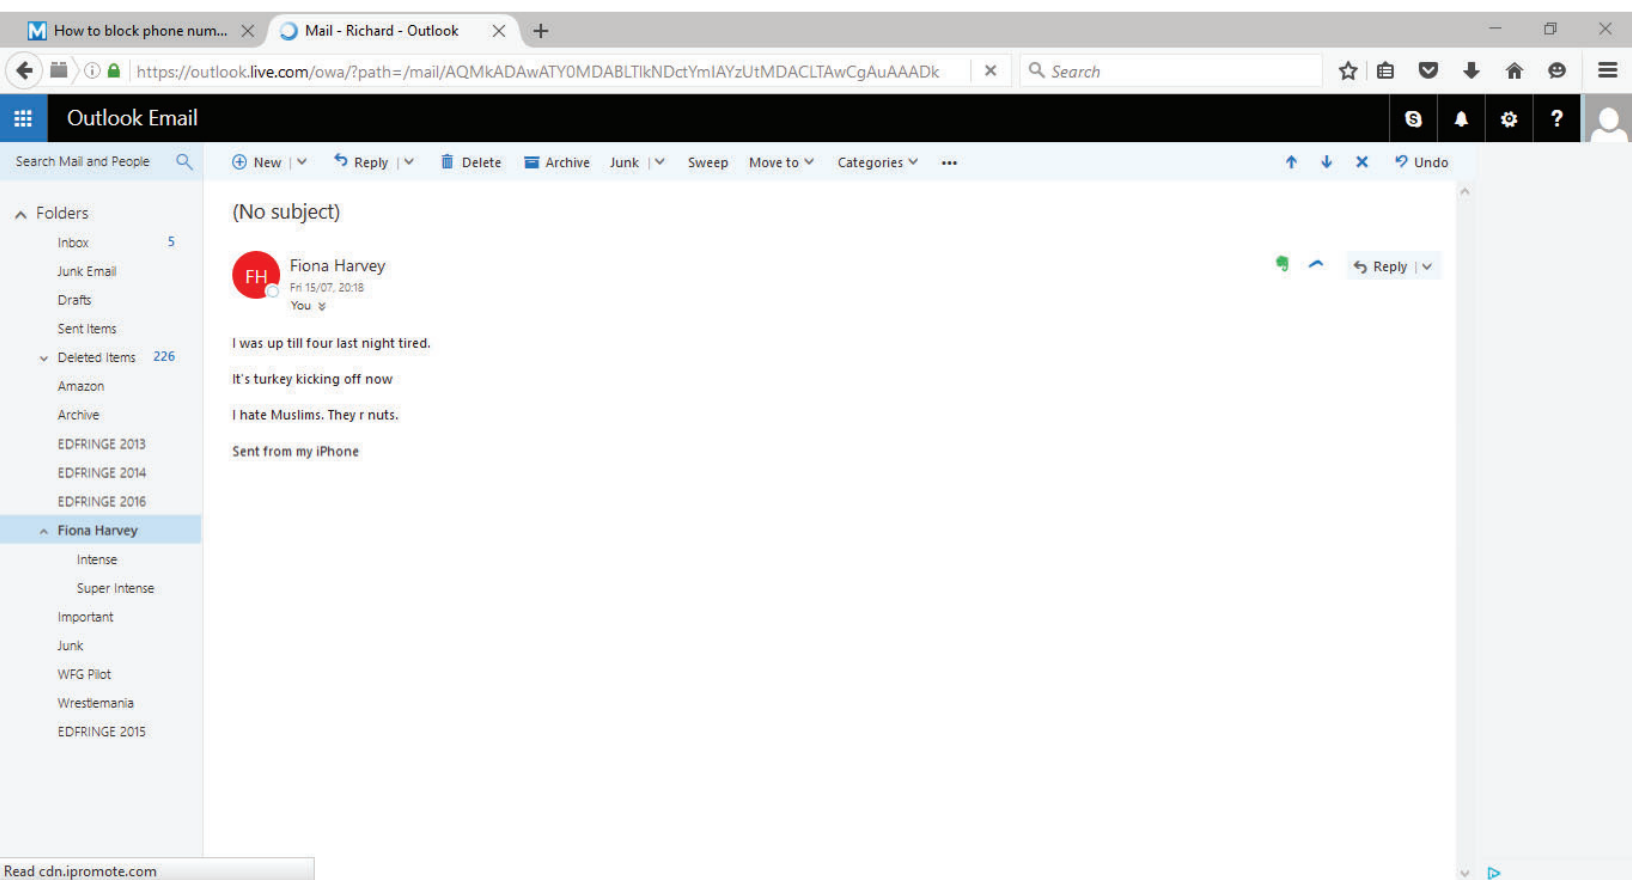 How to block phone num...
Mail - Richard - Outlook
https://outlook.live.com/owa/?path=/mail/AQMkADAwATY0MDABLTlkNDctYmIAYzUtMDACLTAwCgAuAAADk
Search
Outlook Email
Search Mail and People
New
Reply
Delete
Archive
Junk
Sweep
Move to
Categories
Undo
Folders
Inbox 5
Junk Email
Drafts
Sent Items
Deleted Items 226
Amazon
Archive
EDFRINGE 2013
EDFRINGE 2014
EDFRINGE 2016
Fiona Harvey
Intense
Super Intense
Important
Junk
WFG Pilot
Wrestlemania
EDFRINGE 2015
(No subject)
FH
Fiona Harvey
Fri 15/07, 20:18
You
Reply
I was up till four last night tired.
It's turkey kicking off now
I hate Muslims. They r nuts.
Sent from my iPhone
Read cdn.ipromote.com